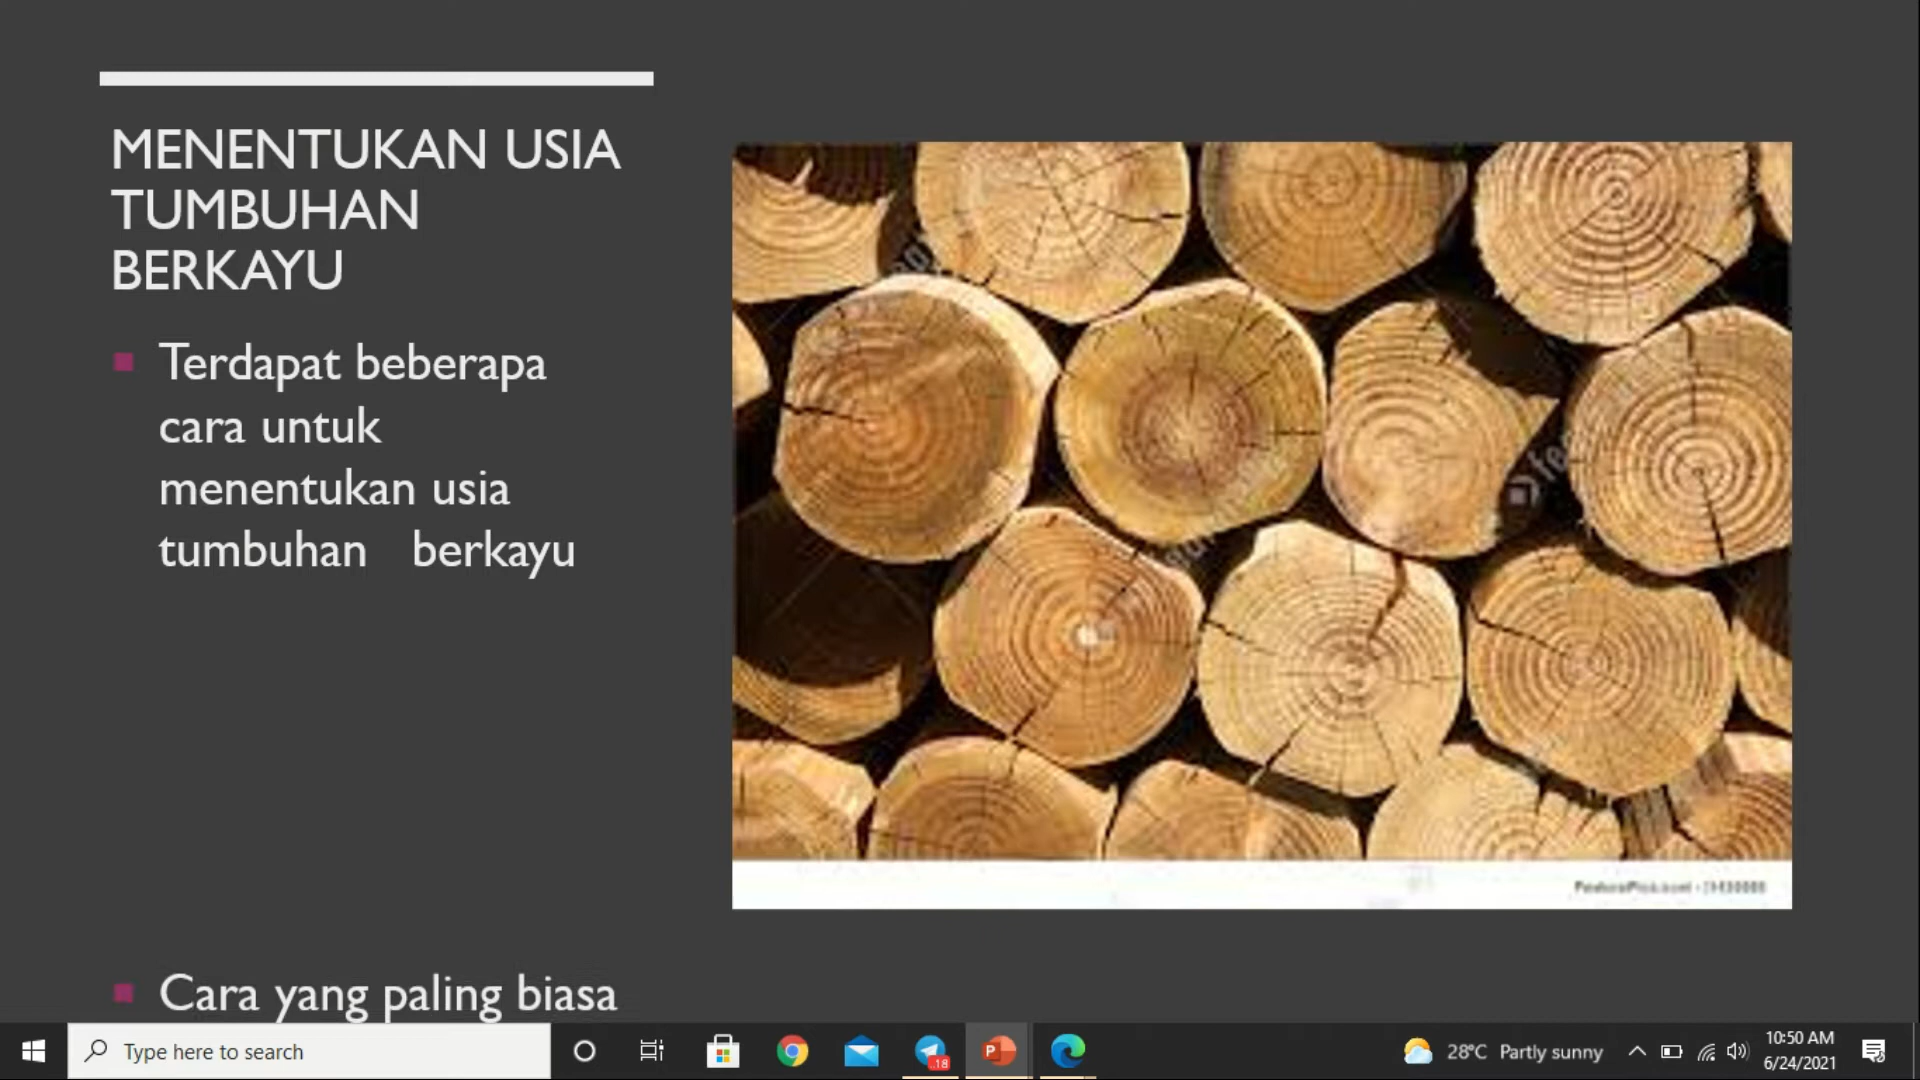 MENENTUKAN USIA
TUMBUHAN
BERKAYU
Terdapat beberapa
cara untuk
menentukan usia
tumbuhan berkayu
Cara yang paling biasa
Type here to search
18
28°C Partly sunny
10:50 AM
6/24/2021